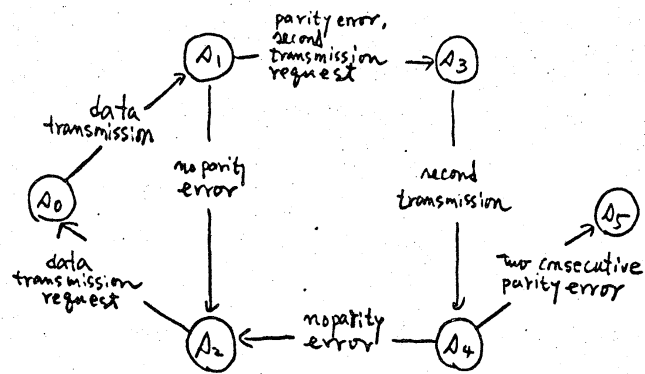 parity error,
second
transmission
request
s1
s3
data
transmission
no parity
error
second
transmission
s0
s5
data
transmission
request
two consecutive
parity error
no parity
error
s2
s4